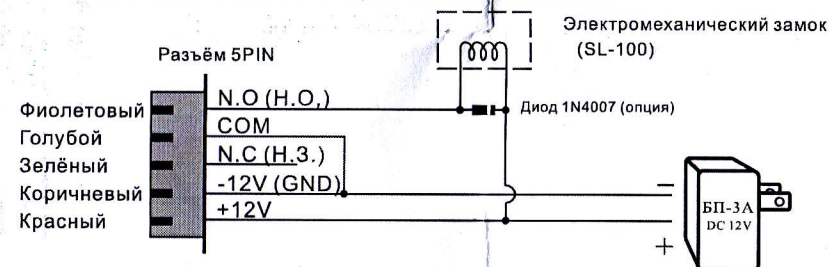 Электромеханический замок
(SL-100)
Разъём 5PIN
Фиолетовый
N.O (Н.О,)
Диод 1N4007 (опция)
Голубой
COM
Зелёный
N.C (Н.З.)
Коричневый
-12V (GND)
−
Красный
+12V
+
БП-3А
DC 12V